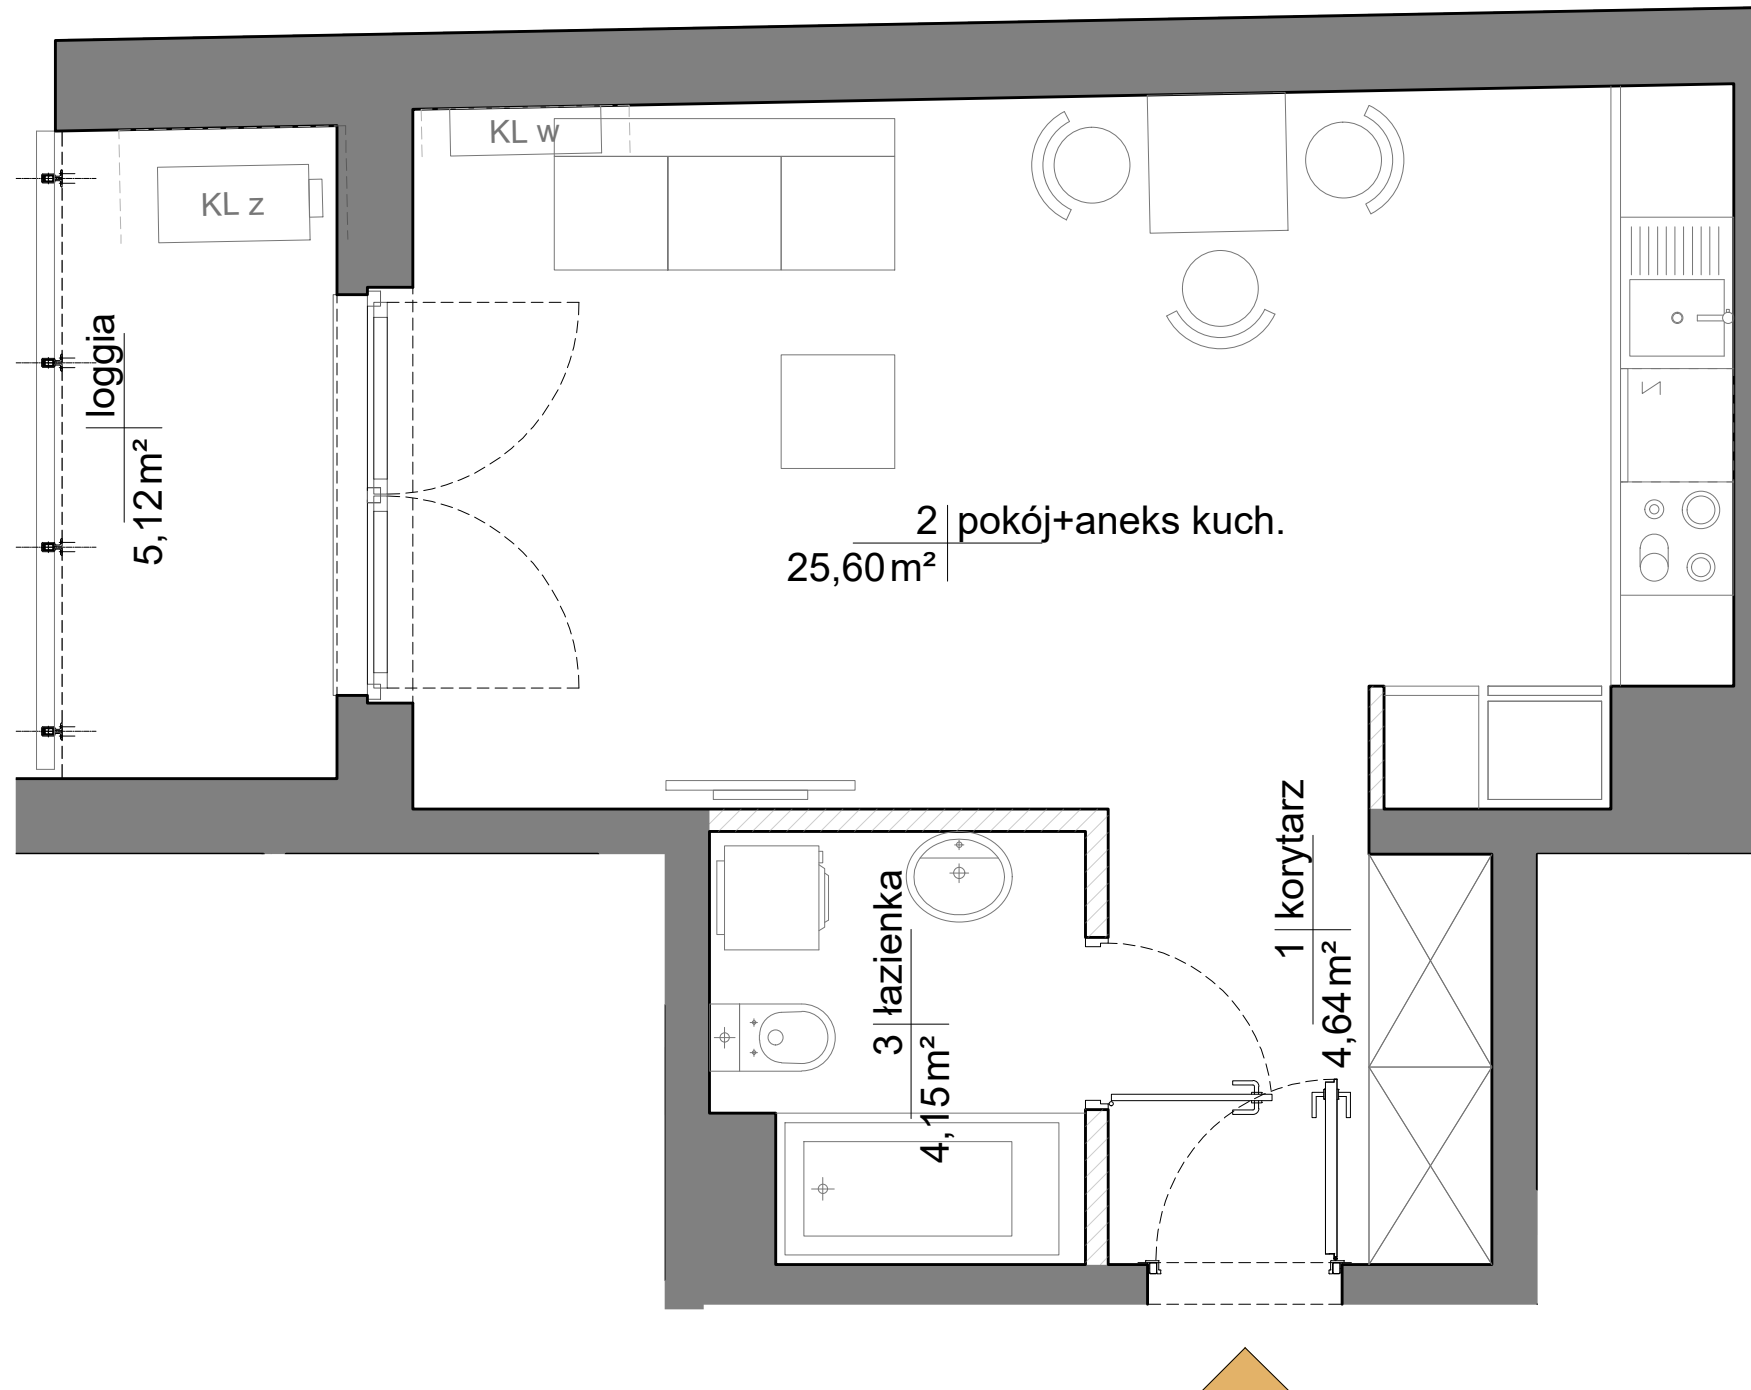 KL w
KL z
loggia
5,12 m²
2 pokój+aneks kuch.
25,60 m²
1 korytarz
4,64 m²
3 łazienka
4,15 m²